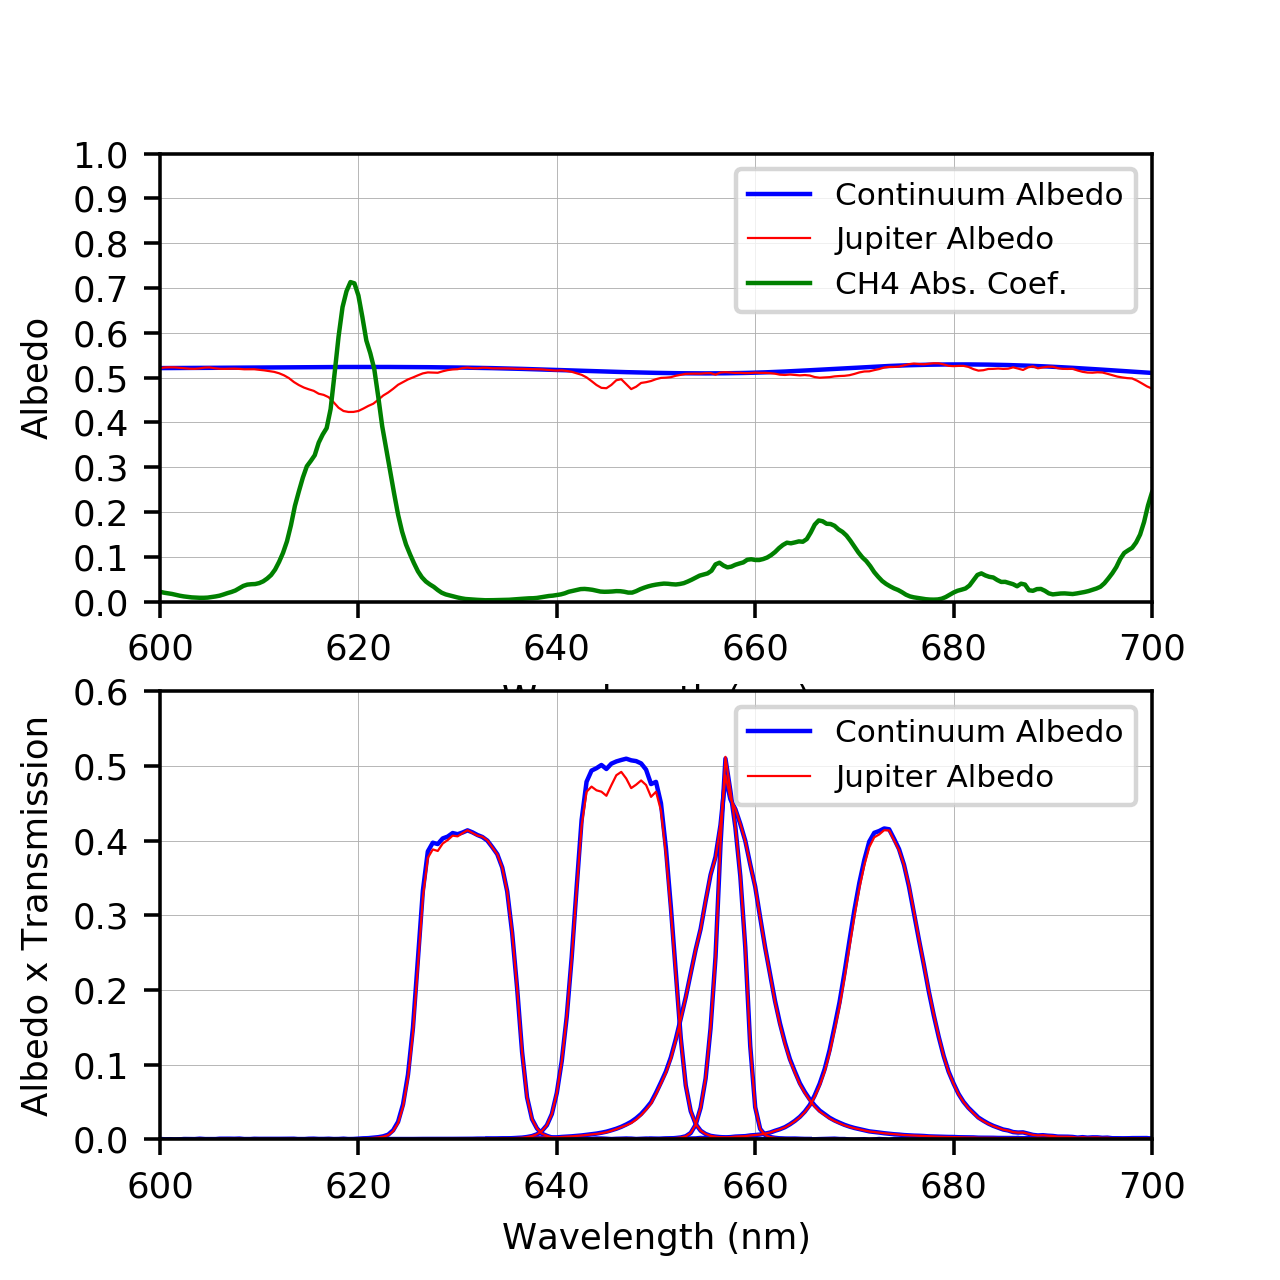 1.0
0.9
0.8
0.7
0.6
0.5
0.4
0.3
0.2
0.1
0.0
Albedo
Continuum Albedo
Jupiter Albedo
CH4 Abs. Coef.
600 620 640 660 680 700
0.6
0.5
0.4
0.3
0.2
0.1
0.0
Albedo x Transmission
Continuum Albedo
Jupiter Albedo
600 620 640 660 680 700
Wavelength (nm)